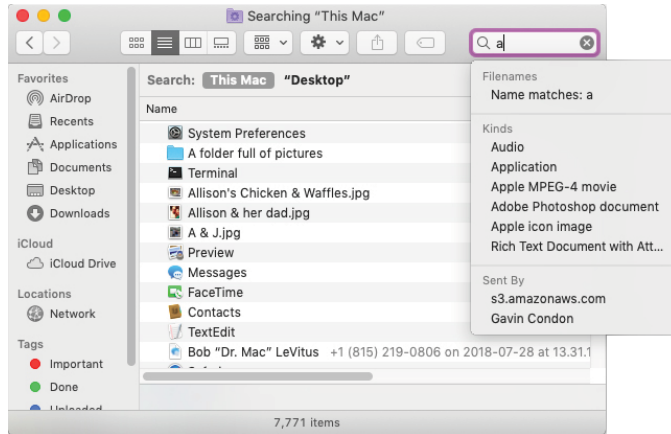 Searching “This Mac”
a
Favorites
AirDrop
Recents
Applications
Documents
Desktop
Downloads
iCloud
iCloud Drive
Locations
Network
Tags
Important
Done
Search: This Mac “Desktop”
Name
System Preferences
A folder full of pictures
Terminal
Allison's Chicken & Waffles.jpg
Allison & her dad.jpg
A & J.jpg
Preview
Messages
FaceTime
Contacts
TextEdit
Bob “Dr. Mac” LeVitus +1 (815) 219-0806 on 2018-07-28 at 13.31.1
Filenames
Name matches: a
Kinds
Audio
Application
Apple MPEG-4 movie
Adobe Photoshop document
Apple icon image
Rich Text Document with Att...
Sent By
s3.amazonaws.com
Gavin Condon
7,771 items